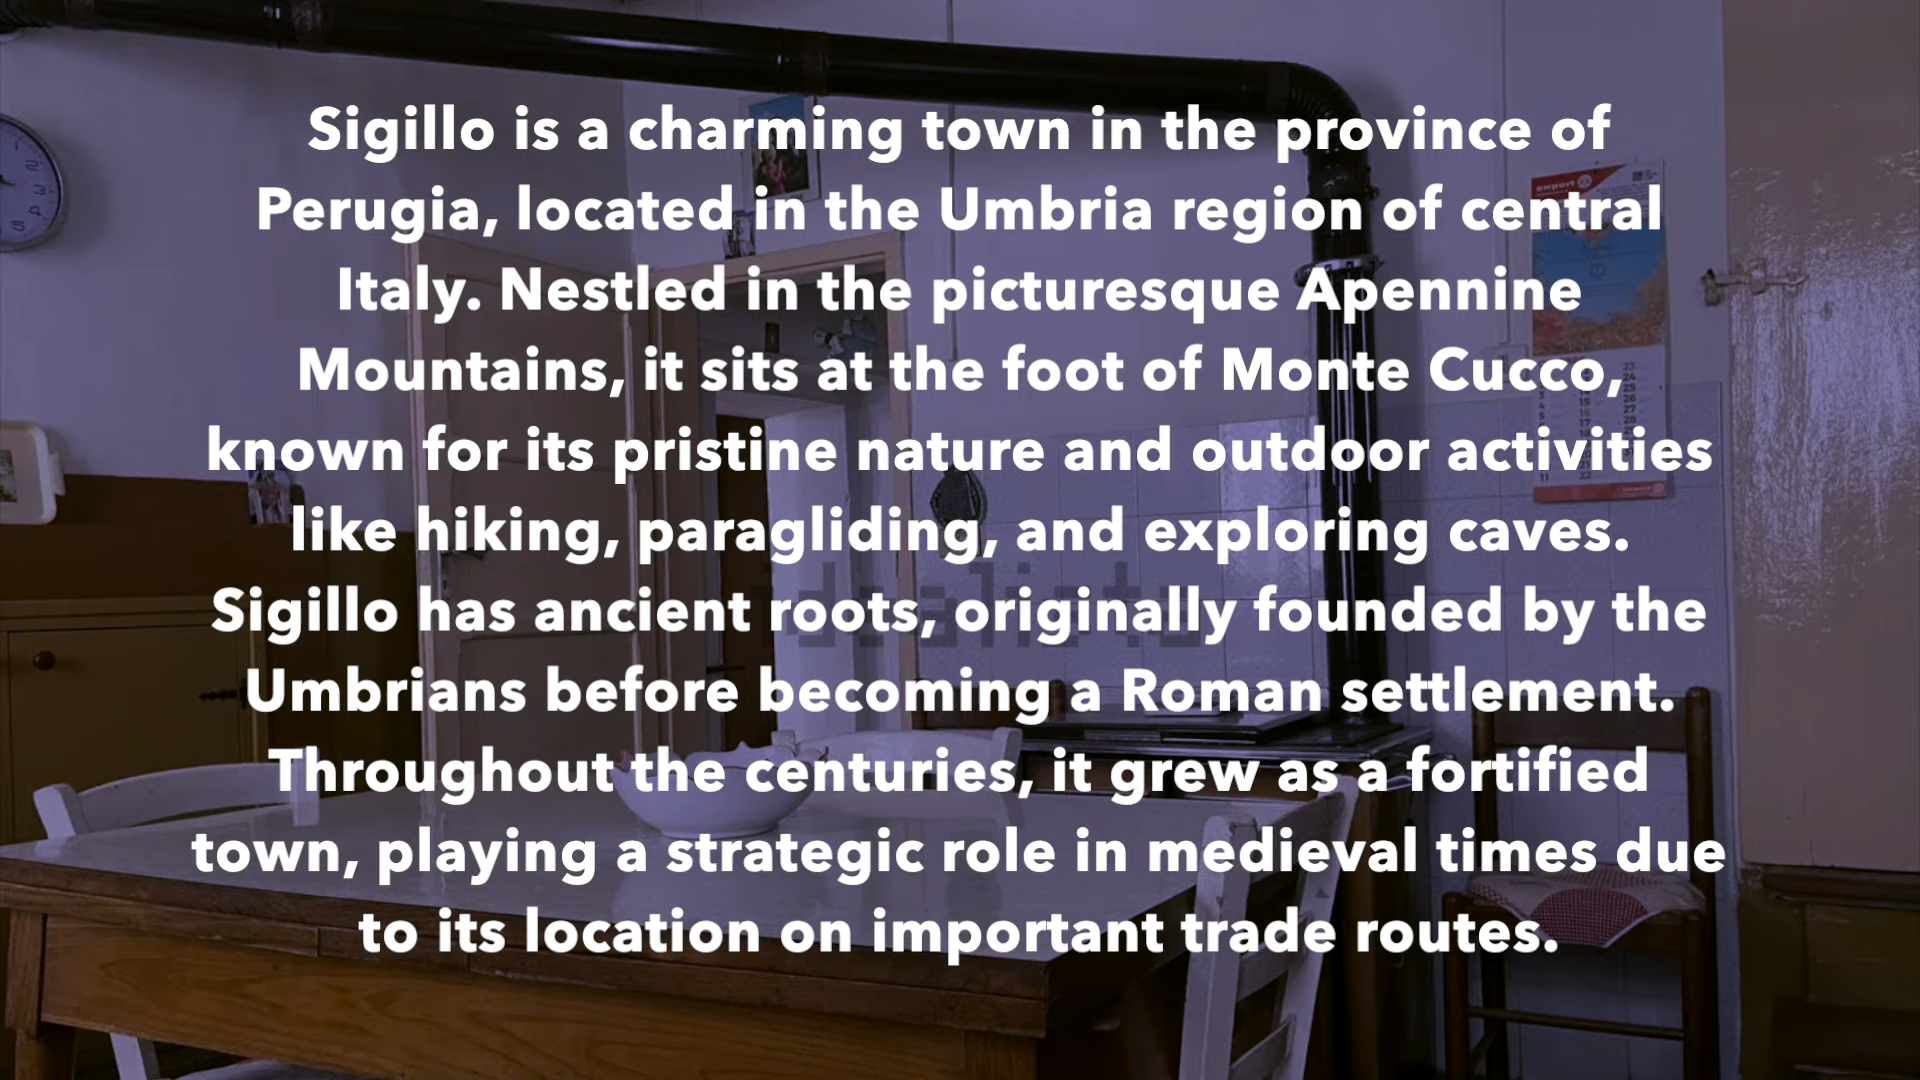 Sigillo is a charming town in the province of
Perugia, located in the Umbria region of central
Italy. Nestled in the picturesque Apennine
Mountains, it sits at the foot of Monte Cucco,
known for its pristine nature and outdoor activities
like hiking, paragliding, and exploring caves.
Sigillo has ancient roots, originally founded by the
Umbrians before becoming a Roman settlement.
Throughout the centuries, it grew as a fortified
town, playing a strategic role in medieval times due
to its location on important trade routes.
idealista
expert